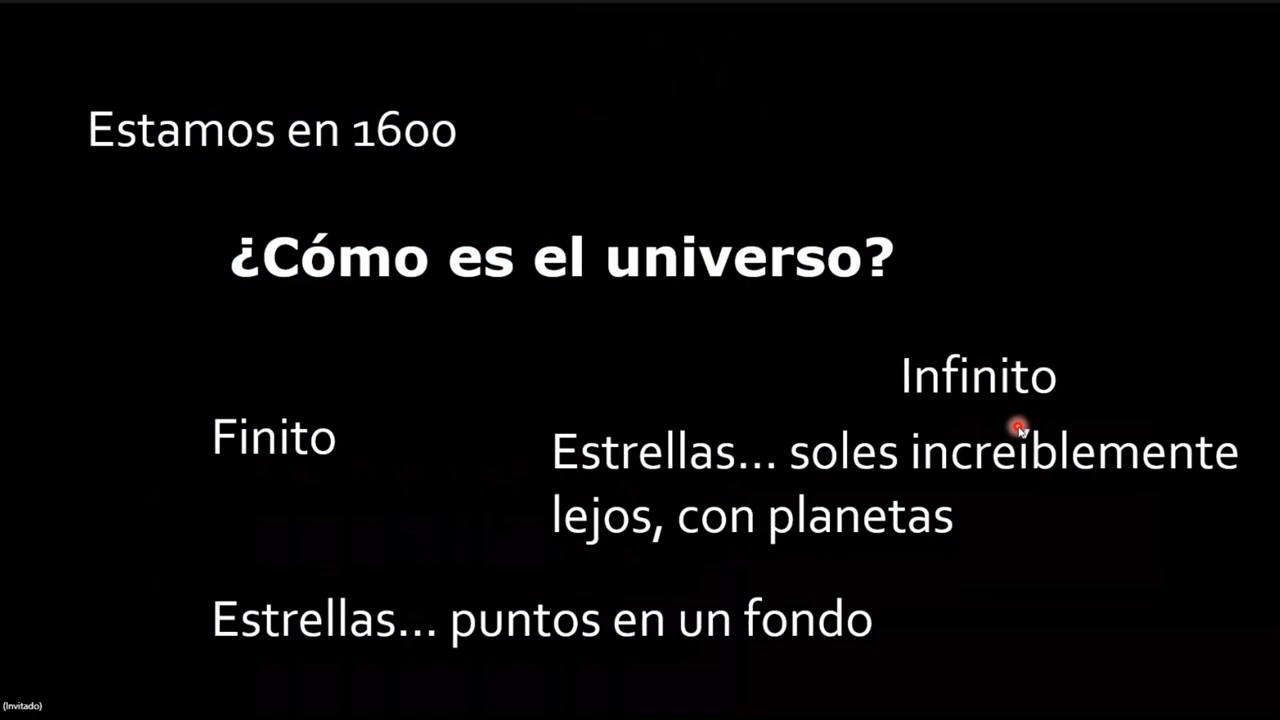 Estamos en 1600
¿Cómo es el universo?
Infinito
Finito
Estrellas... soles increíblemente
lejos, con planetas
Estrellas... puntos en un fondo
(Invitado)